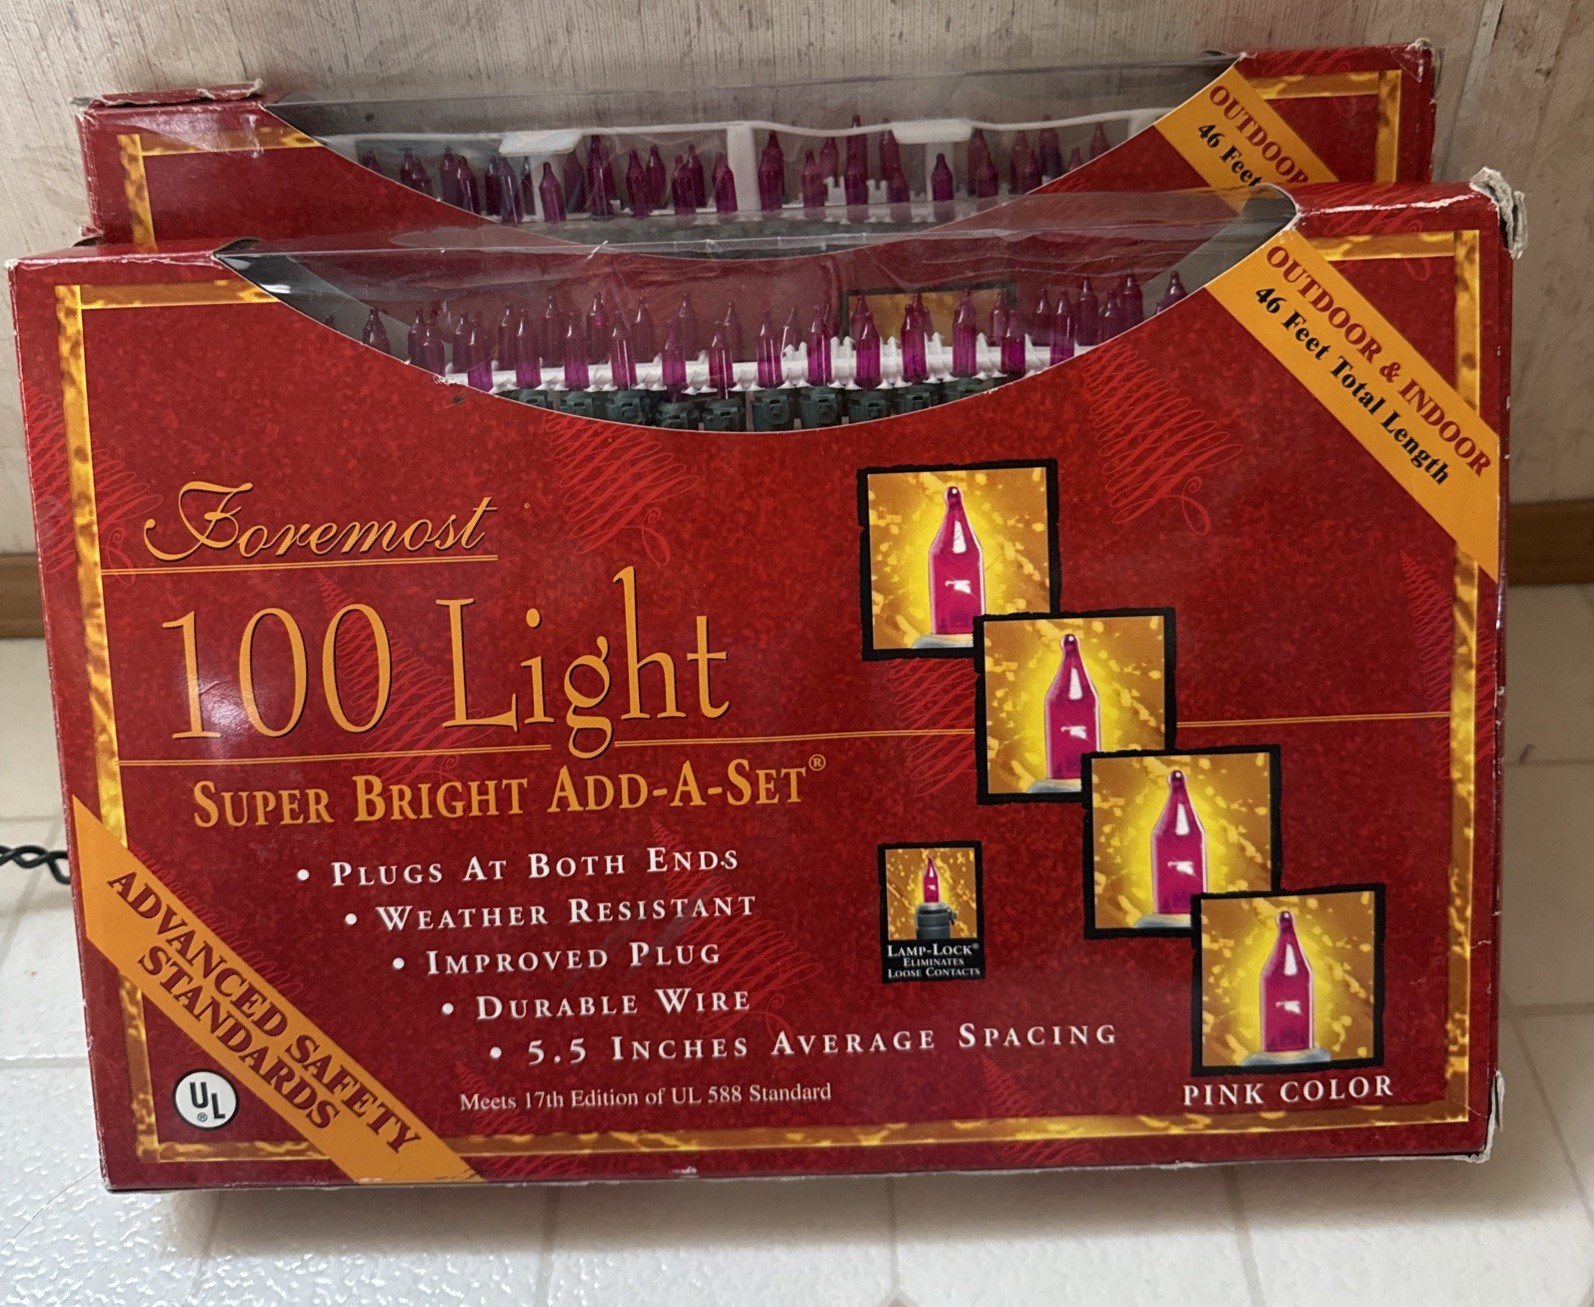 OUTDOOR
46 Feet
OUTDOOR & INDOOR
46 Feet Total Length
Foremost
100 Light
SUPER BRIGHT ADD-A-SET®
• PLUGS AT BOTH ENDS
• WEATHER RESISTANT
• IMPROVED PLUG
• DURABLE WIRE
• 5.5 INCHES AVERAGE SPACING
Meets 17th Edition of UL 588 Standard
LAMP-LOCK®
ELIMINATES
LOOSE CONTACTS
PINK COLOR
ADVANCED SAFETY
STANDARDS
UL
®